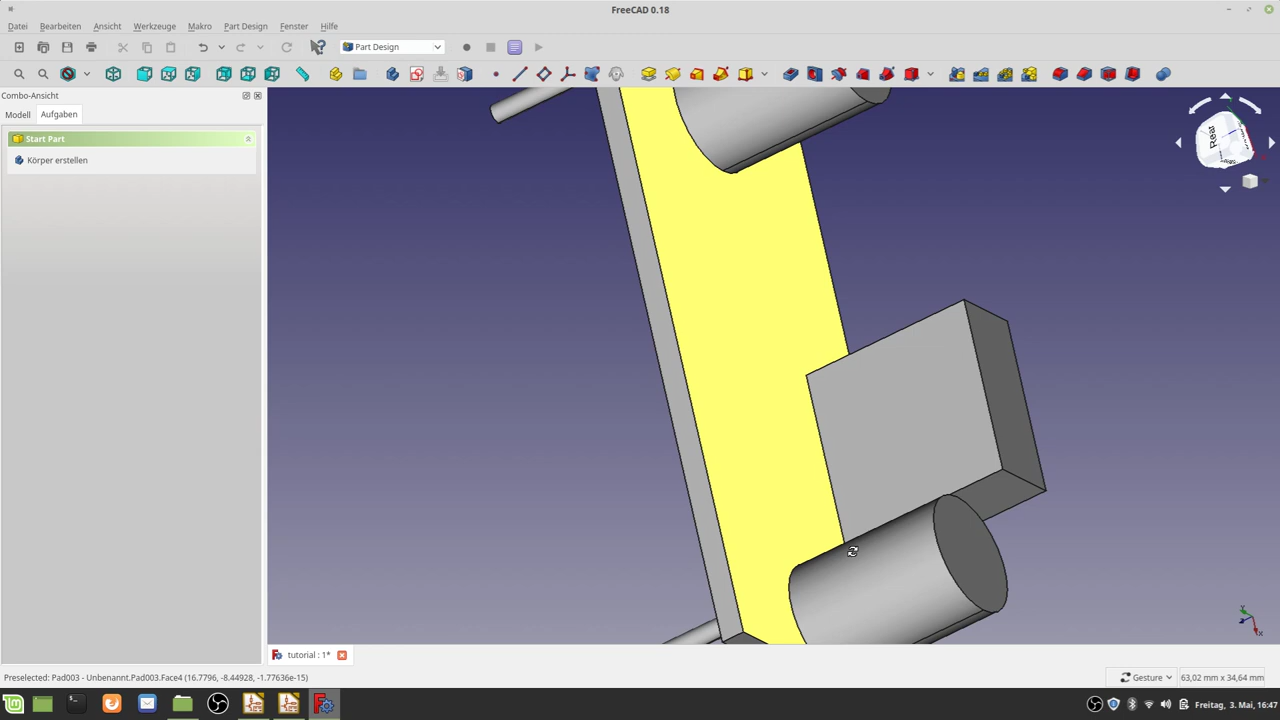 FreeCAD 0.18
Datei Bearbeiten Ansicht Werkzeuge Makro Part Design Fenster Hilfe
Part Design
Combo-Ansicht
Modell Aufgaben
Start Part
Körper erstellen
Rear
tutorial : 1*
Preselected: Pad003 - Unbenannt.Pad003.Face4 (16.7796, -8.44928, -1.77636e-15)
Gesture
63,02 mm x 34,64 mm
Freitag, 3. Mai, 16:47